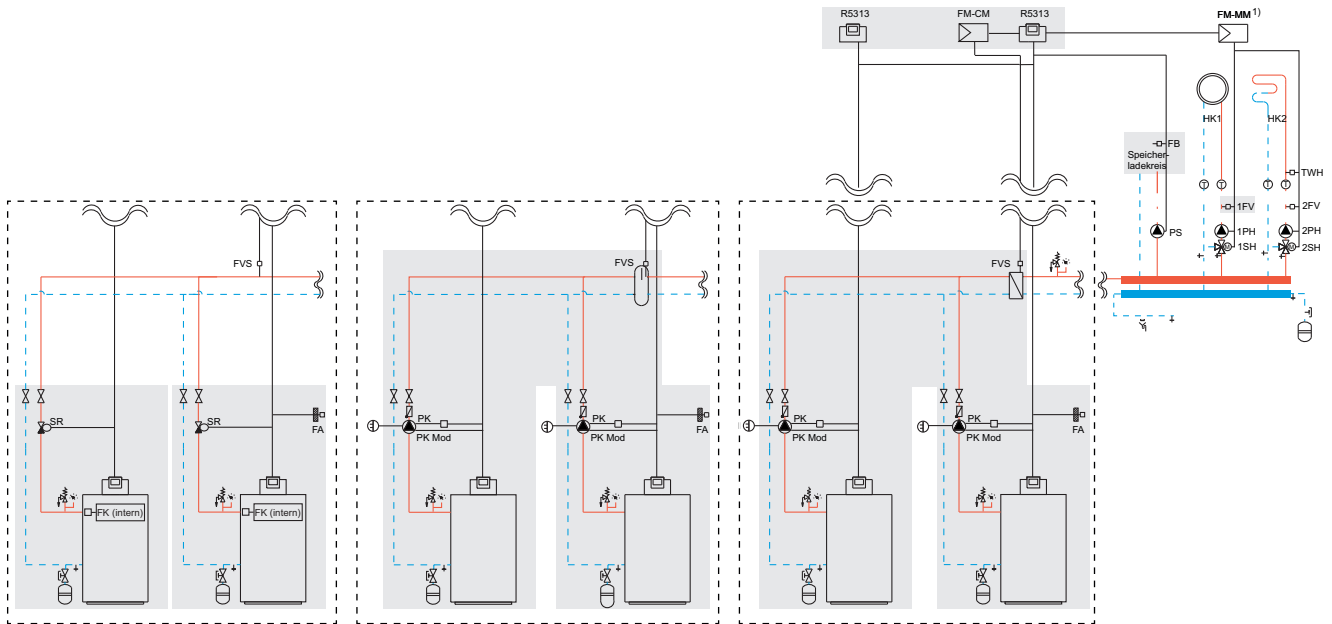 R5313
FM-CM
R5313
FM-MM 1)
HK1
HK2
FB
Speicher-
ladekreis
TWH
1FV
2FV
PS
1PH
2PH
1SH
M
2SH
M
T
T
T
T
FVS
FVS
FVS
SR
SR
FA
PK
PK Mod
PK
PK Mod
FA
PK
PK Mod
PK
PK Mod
FA
FK (intern)
FK (intern)